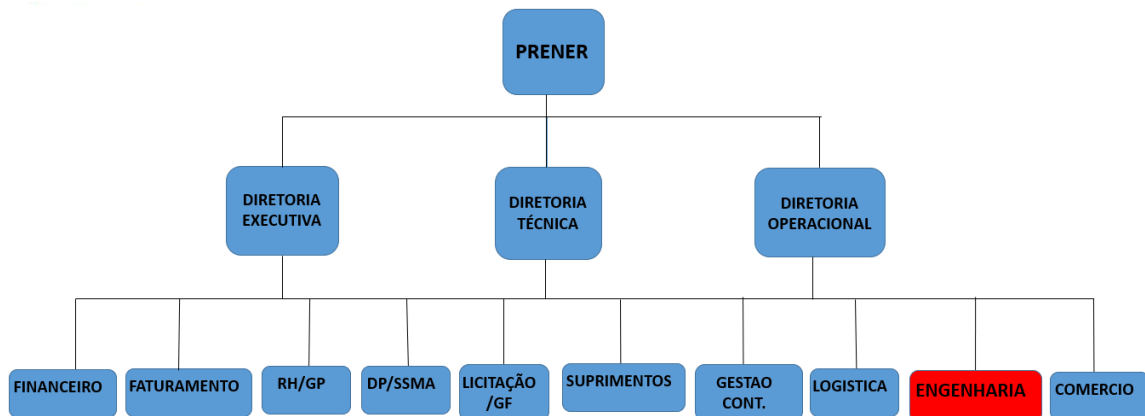 PRENER
DIRETORIA
EXECUTIVA
DIRETORIA
TÉCNICA
DIRETORIA
OPERACIONAL
FINANCEIRO
FATURAMENTO
RH/GP
DP/SSMA
LICITAÇÃO
/GF
SUPRIMENTOS
GESTAO
CONT.
LOGISTICA
ENGENHARIA
COMERCIO